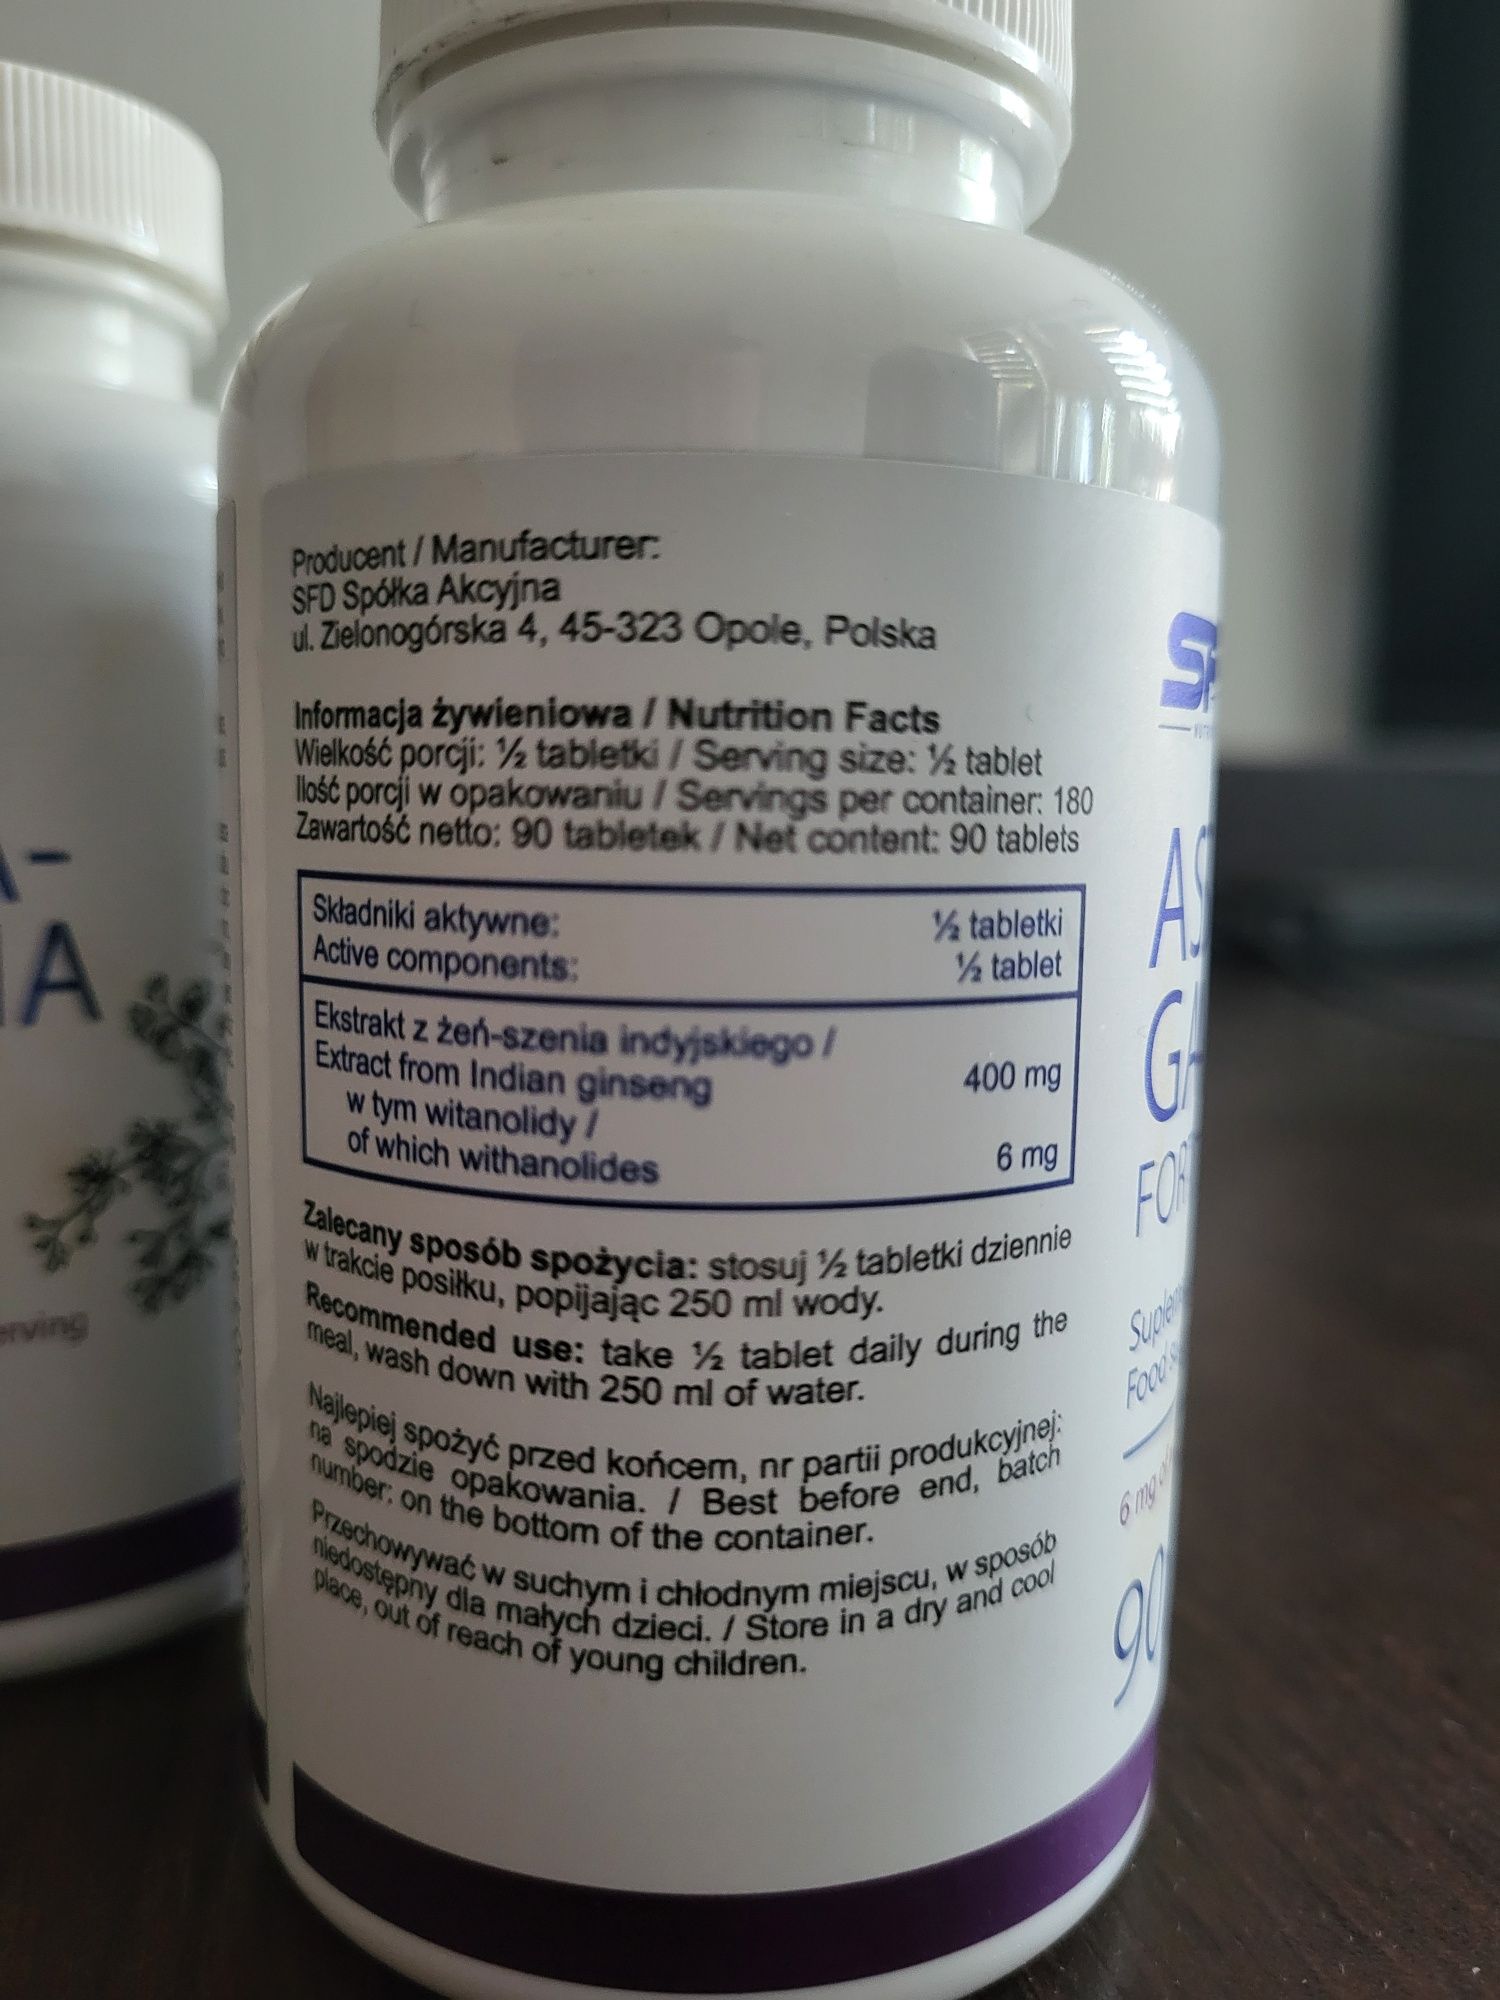 Producent / Manufacturer:
SFD Spółka Akcyjna
ul. Zielonogórska 4, 45-323 Opole, Polska
Informacja żywieniowa / Nutrition Facts
Wielkość porcji: ½ tabletki / Serving size: ½ tablet
Ilość porcji w opakowaniu / Servings per container: 180
Zawartość netto: 90 tabletek / Net content: 90 tablets
Składniki aktywne: ½ tabletki
Active components: ½ tablet
Ekstrakt z żeń-szenia indyjskiego /
Extract from Indian ginseng 400 mg
w tym witanolidy /
of which withanolides 6 mg
Zalecany sposób spożycia: stosuj ½ tabletki dziennie
w trakcie posiłku, popijając 250 ml wody.
Recommended use: take ½ tablet daily during the
meal, wash down with 250 ml of water.
Najlepiej spożyć przed końcem, nr partii produkcyjnej:
na spodzie opakowania. / Best before end, batch
number: on the bottom of the container.
Przechowywać w suchym i chłodnym miejscu, w sposób
niedostępny dla małych dzieci. / Store in a dry and cool
place, out of reach of young children.
6 mg
90